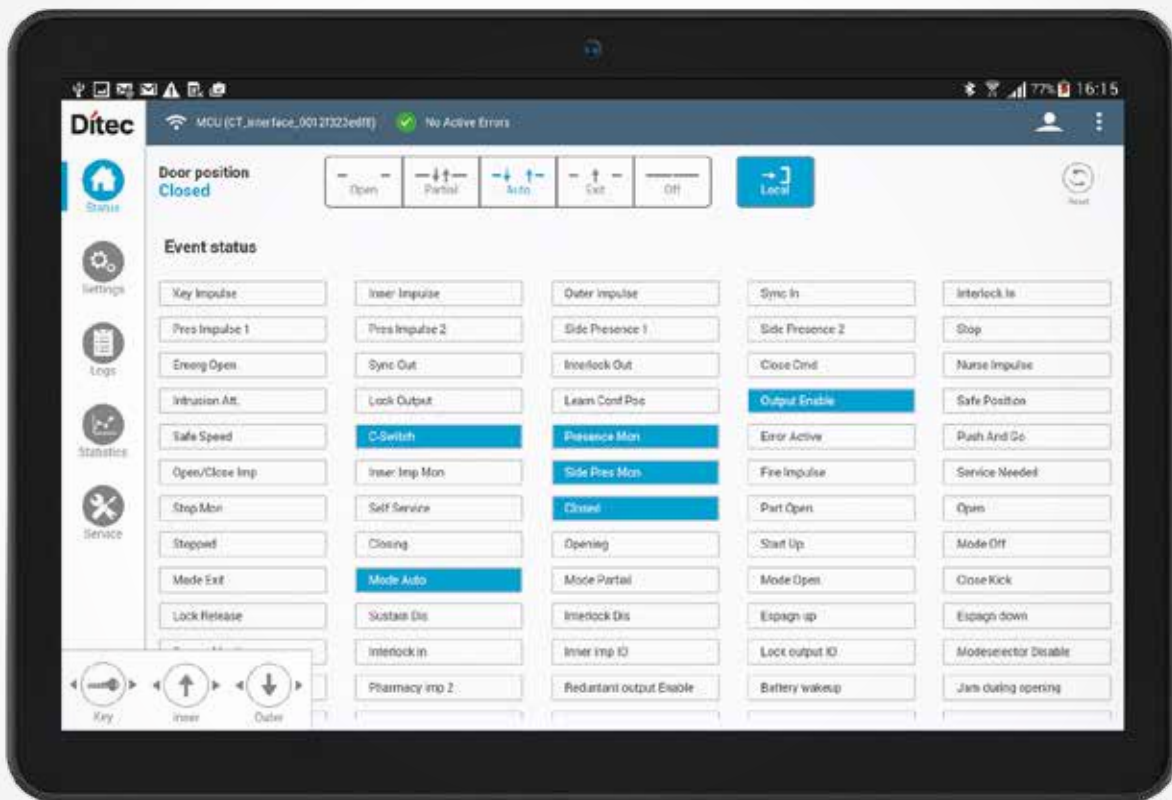 77% 16:15
Ditec MCU No Active Errors
Status
Settings
Logs
Statistics
Service
Door position
Closed
Open Partial Auto Exit Off Local Reset
Event status
Key Impulse Inner Impulse Outer Impulse Sync In Interlock In
Pres Impulse 1 Pres Impulse 2 Side Presence 1 Side Presence 2 Stop
Emerg Open Sync Out Interlock Out Close Cmd Nurse Impulse
Intrusion Att. Lock Output Learn Conf Pos Output Enable Safe Position
Safe Speed C-Switch Presence Mon Error Active Push And Go
Open/Close Imp Inner Imp Mon Side Pres Mon Fire Impulse Service Needed
Stop Mon Self Service Closed Part Open Open
Stopped Closing Opening Start Up Mode Off
Mode Exit Mode Auto Mode Partail Mode Open Close Kick
Lock Release Sustain Dis Interlock Dis Espagn up Espagn down
Interlock in Inner Imp IO Lock output IO Modeselector Disable
Pharmacy imp 2 Redantant output Enable Battery wakeup Jam during opening
Key Inner Outer